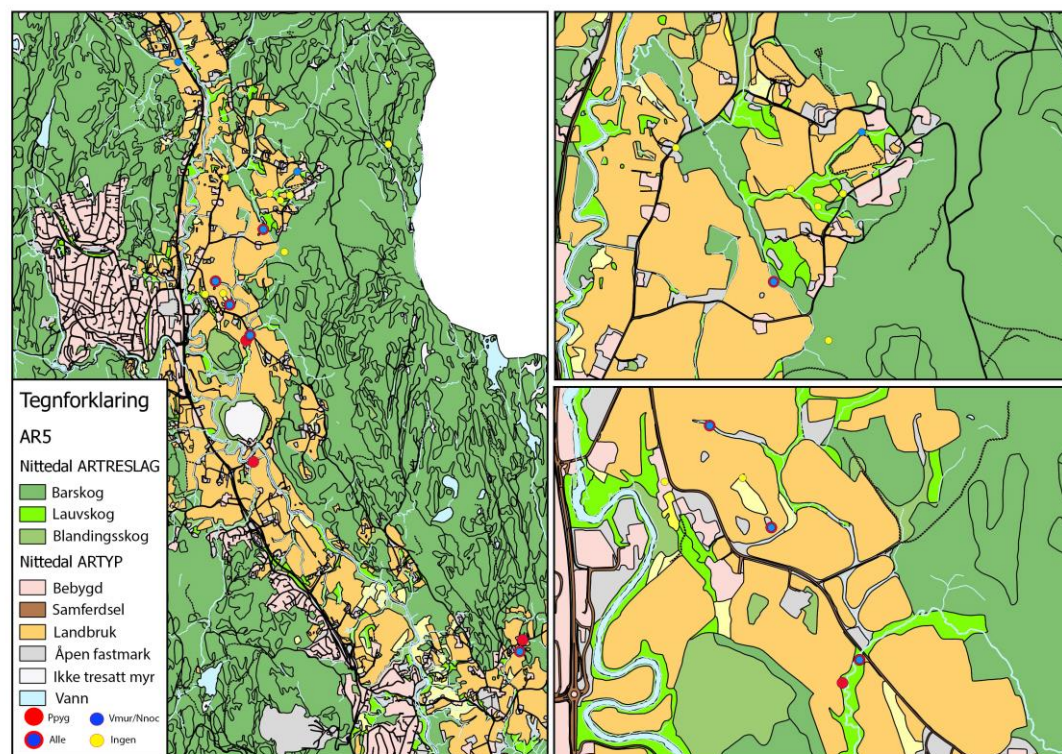 Tegnforklaring
AR5
Nittedal ARTRESLAG
Barskog
Lauvskog
Blandingsskog
Nittedal ARTYP
Bebygd
Samferdsel
Landbruk
Åpen fastmark
Ikke tresatt myr
Vann
Ppyg Vmur/Nnoc
Alle Ingen